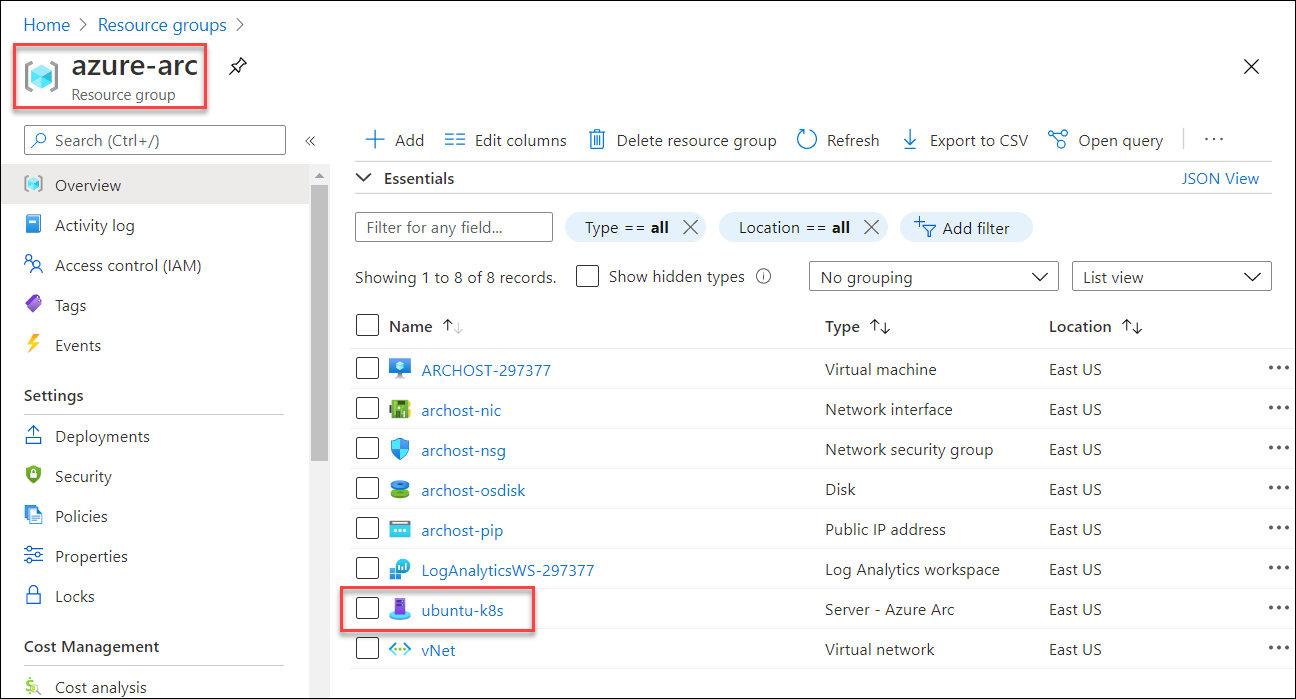 Home > Resource groups >
azure-arc
Resource group
Search (Ctrl+/)
«
Overview
Activity log
Access control (IAM)
Tags
Events
Settings
Deployments
Security
Policies
Properties
Locks
Cost Management
Cost analysis
Add Edit columns Delete resource group Refresh Export to CSV Open query ...
Essentials JSON View
Filter for any field... Type == all Location == all Add filter
Showing 1 to 8 of 8 records. Show hidden types No grouping List view
Name ↑↓ Type ↑↓ Location ↑↓
ARCHOST-297377 Virtual machine East US ...
archost-nic Network interface East US ...
archost-nsg Network security group East US ...
archost-osdisk Disk East US ...
archost-pip Public IP address East US ...
LogAnalyticsWS-297377 Log Analytics workspace East US ...
ubuntu-k8s Server - Azure Arc East US ...
vNet Virtual network East US ...